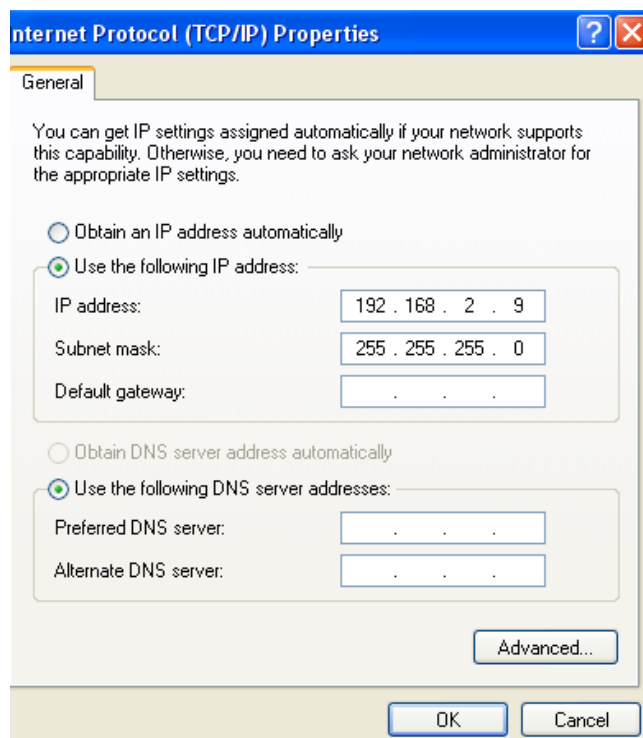 nternet Protocol (TCP/IP) Properties
General
You can get IP settings assigned automatically if your network supports
this capability. Otherwise, you need to ask your network administrator for
the appropriate IP settings.
Obtain an IP address automatically
Use the following IP address:
IP address: 192 . 168 . 2 . 9
Subnet mask: 255 . 255 . 255 . 0
Default gateway: . . .
Obtain DNS server address automatically
Use the following DNS server addresses:
Preferred DNS server: . . .
Alternate DNS server: . . .
Advanced...
OK Cancel